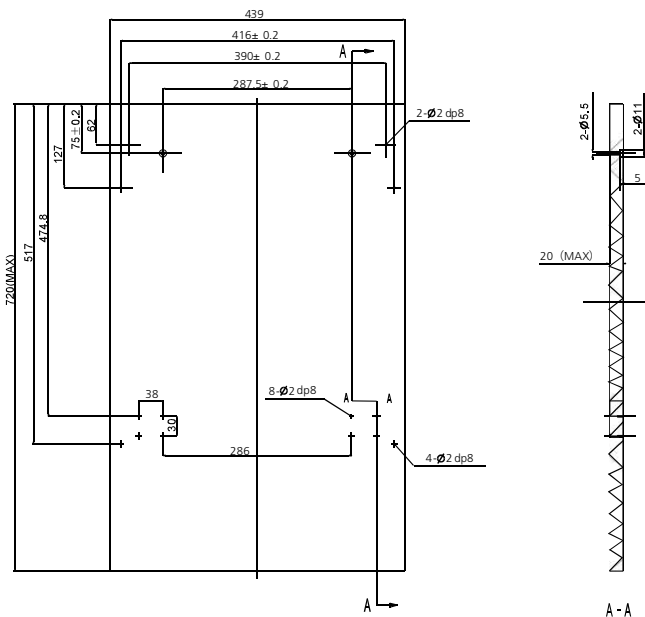 439
416± 0.2
A
390± 0.2
287.5± 0.2
2-Ø2 dp8
62
75±0.2
127
474.8
517
720(MAX)
2-Ø5.5
2-Ø11
5
20 (MAX)
38
30
8-Ø2 dp8
A
A
286
4-Ø2 dp8
A
A - A